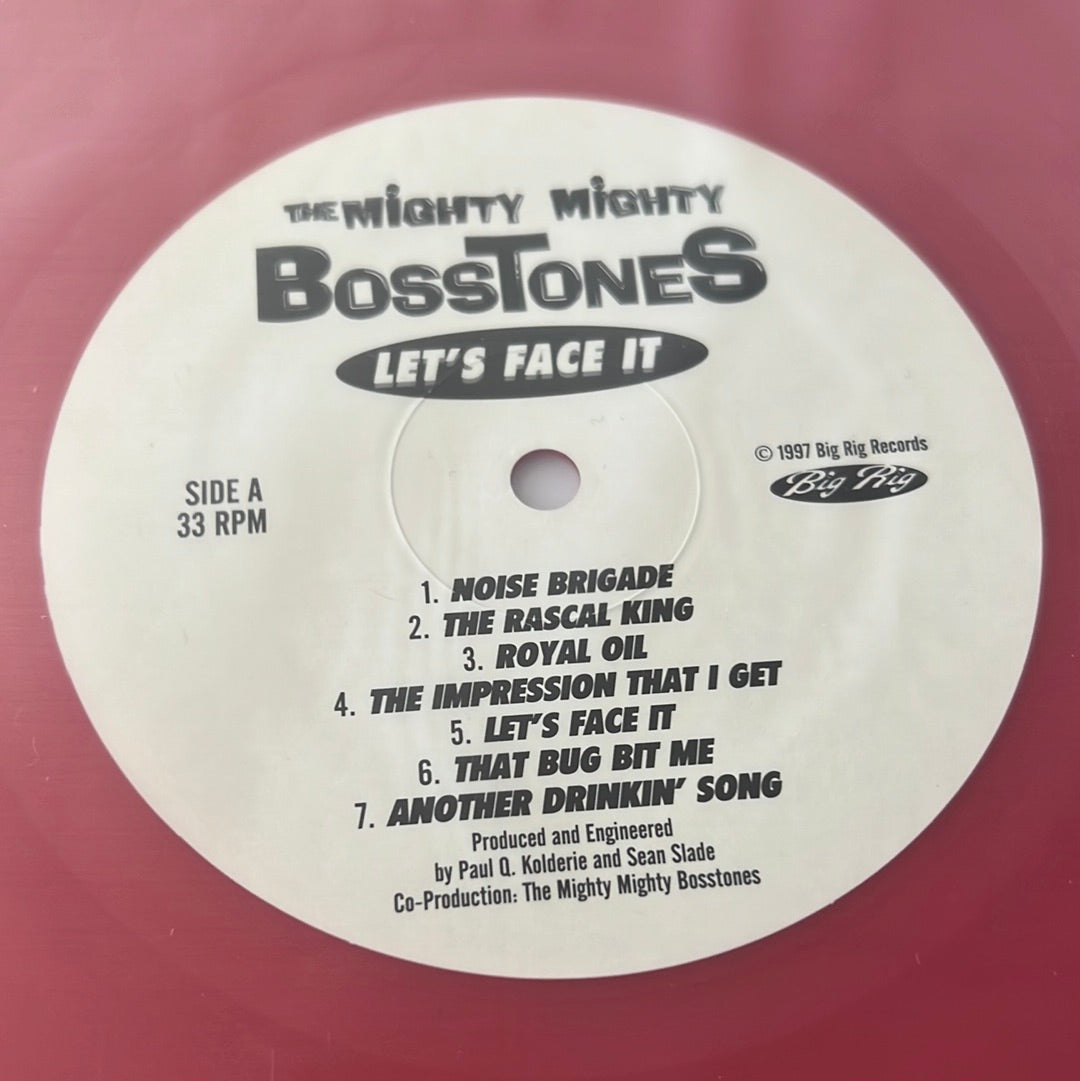 THE MiGHTY MiGHTY
BOSSTONES
LET'S FACE IT
© 1997 Big Rig Records
Big Rig
SIDE A
33 RPM
1. NOISE BRIGADE
2. THE RASCAL KING
3. ROYAL OIL
4. THE IMPRESSION THAT I GET
5. LET'S FACE IT
6. THAT BUG BIT ME
7. ANOTHER DRINKIN' SONG
Produced and Engineered
by Paul Q. Kolderie and Sean Slade
Co-Production: The Mighty Mighty Bosstones